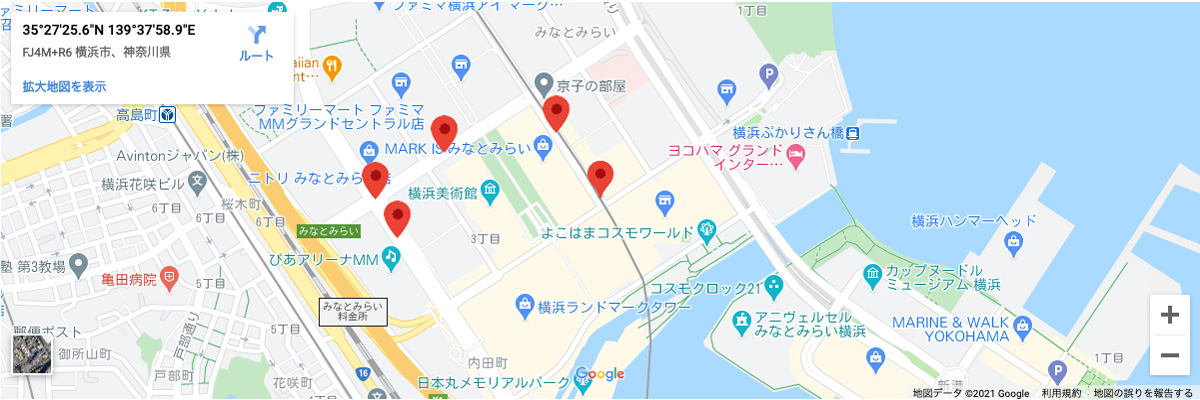 ファミリーマート
ファミマ横浜アイ マーク…
35°27'25.6"N 139°37'58.9"E
FJ4M+R6 横浜市、神奈川県
ルート
拡大地図を表示
みなとみらい
京子の部屋
高島町
ファミリーマート ファミマ
MMグランドセントラル店
横浜ぷかりさん橋
ヨコハマ グランド
インター…
MARK IS みなとみらい
Avintonジャパン(株)
横浜花咲ビル
ニトリ みなとみらい
横浜美術館
桜木町
6丁目
6丁目
5丁目
みなとみらい
3丁目
よこはまコスモワールド
横浜ハンマーヘッド
ぴあアリーナMM
塾 第3教場
亀田病院
5丁目
カップヌードル
ミュージアム 横浜
コスモクロック21
みなとみらい
料金所
横浜ランドマークタワー
アニヴェルセル
みなとみらい横浜
MARINE & WALK
YOKOHAMA
郵便ポスト
御所山町
戸部通り
戸部町
内田町
花咲町
16
日本丸メモリアルパーク
Google
新港
1丁目
地図データ ©2021 Google
利用規約
地図の誤りを報告する